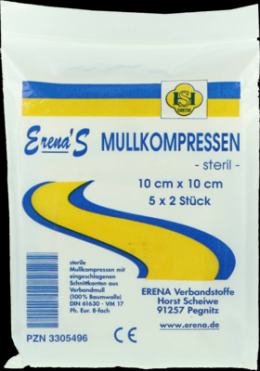 HS
ERENA
Erena'S MULLKOMPRESSEN
- steril -
10 cm x 10 cm
5 x 2 Stück
sterile
Mullkompressen mit
eingeschlagenen
Schnittkanten aus
Verbandmull
(100% Baumwolle)
DIN 61630 - VM 17
Ph. Eur. 8-fach
ERENA Verbandstoffe
Horst Scheiwe
91257 Pegnitz
www.erena.de
PZN 3305496
CE